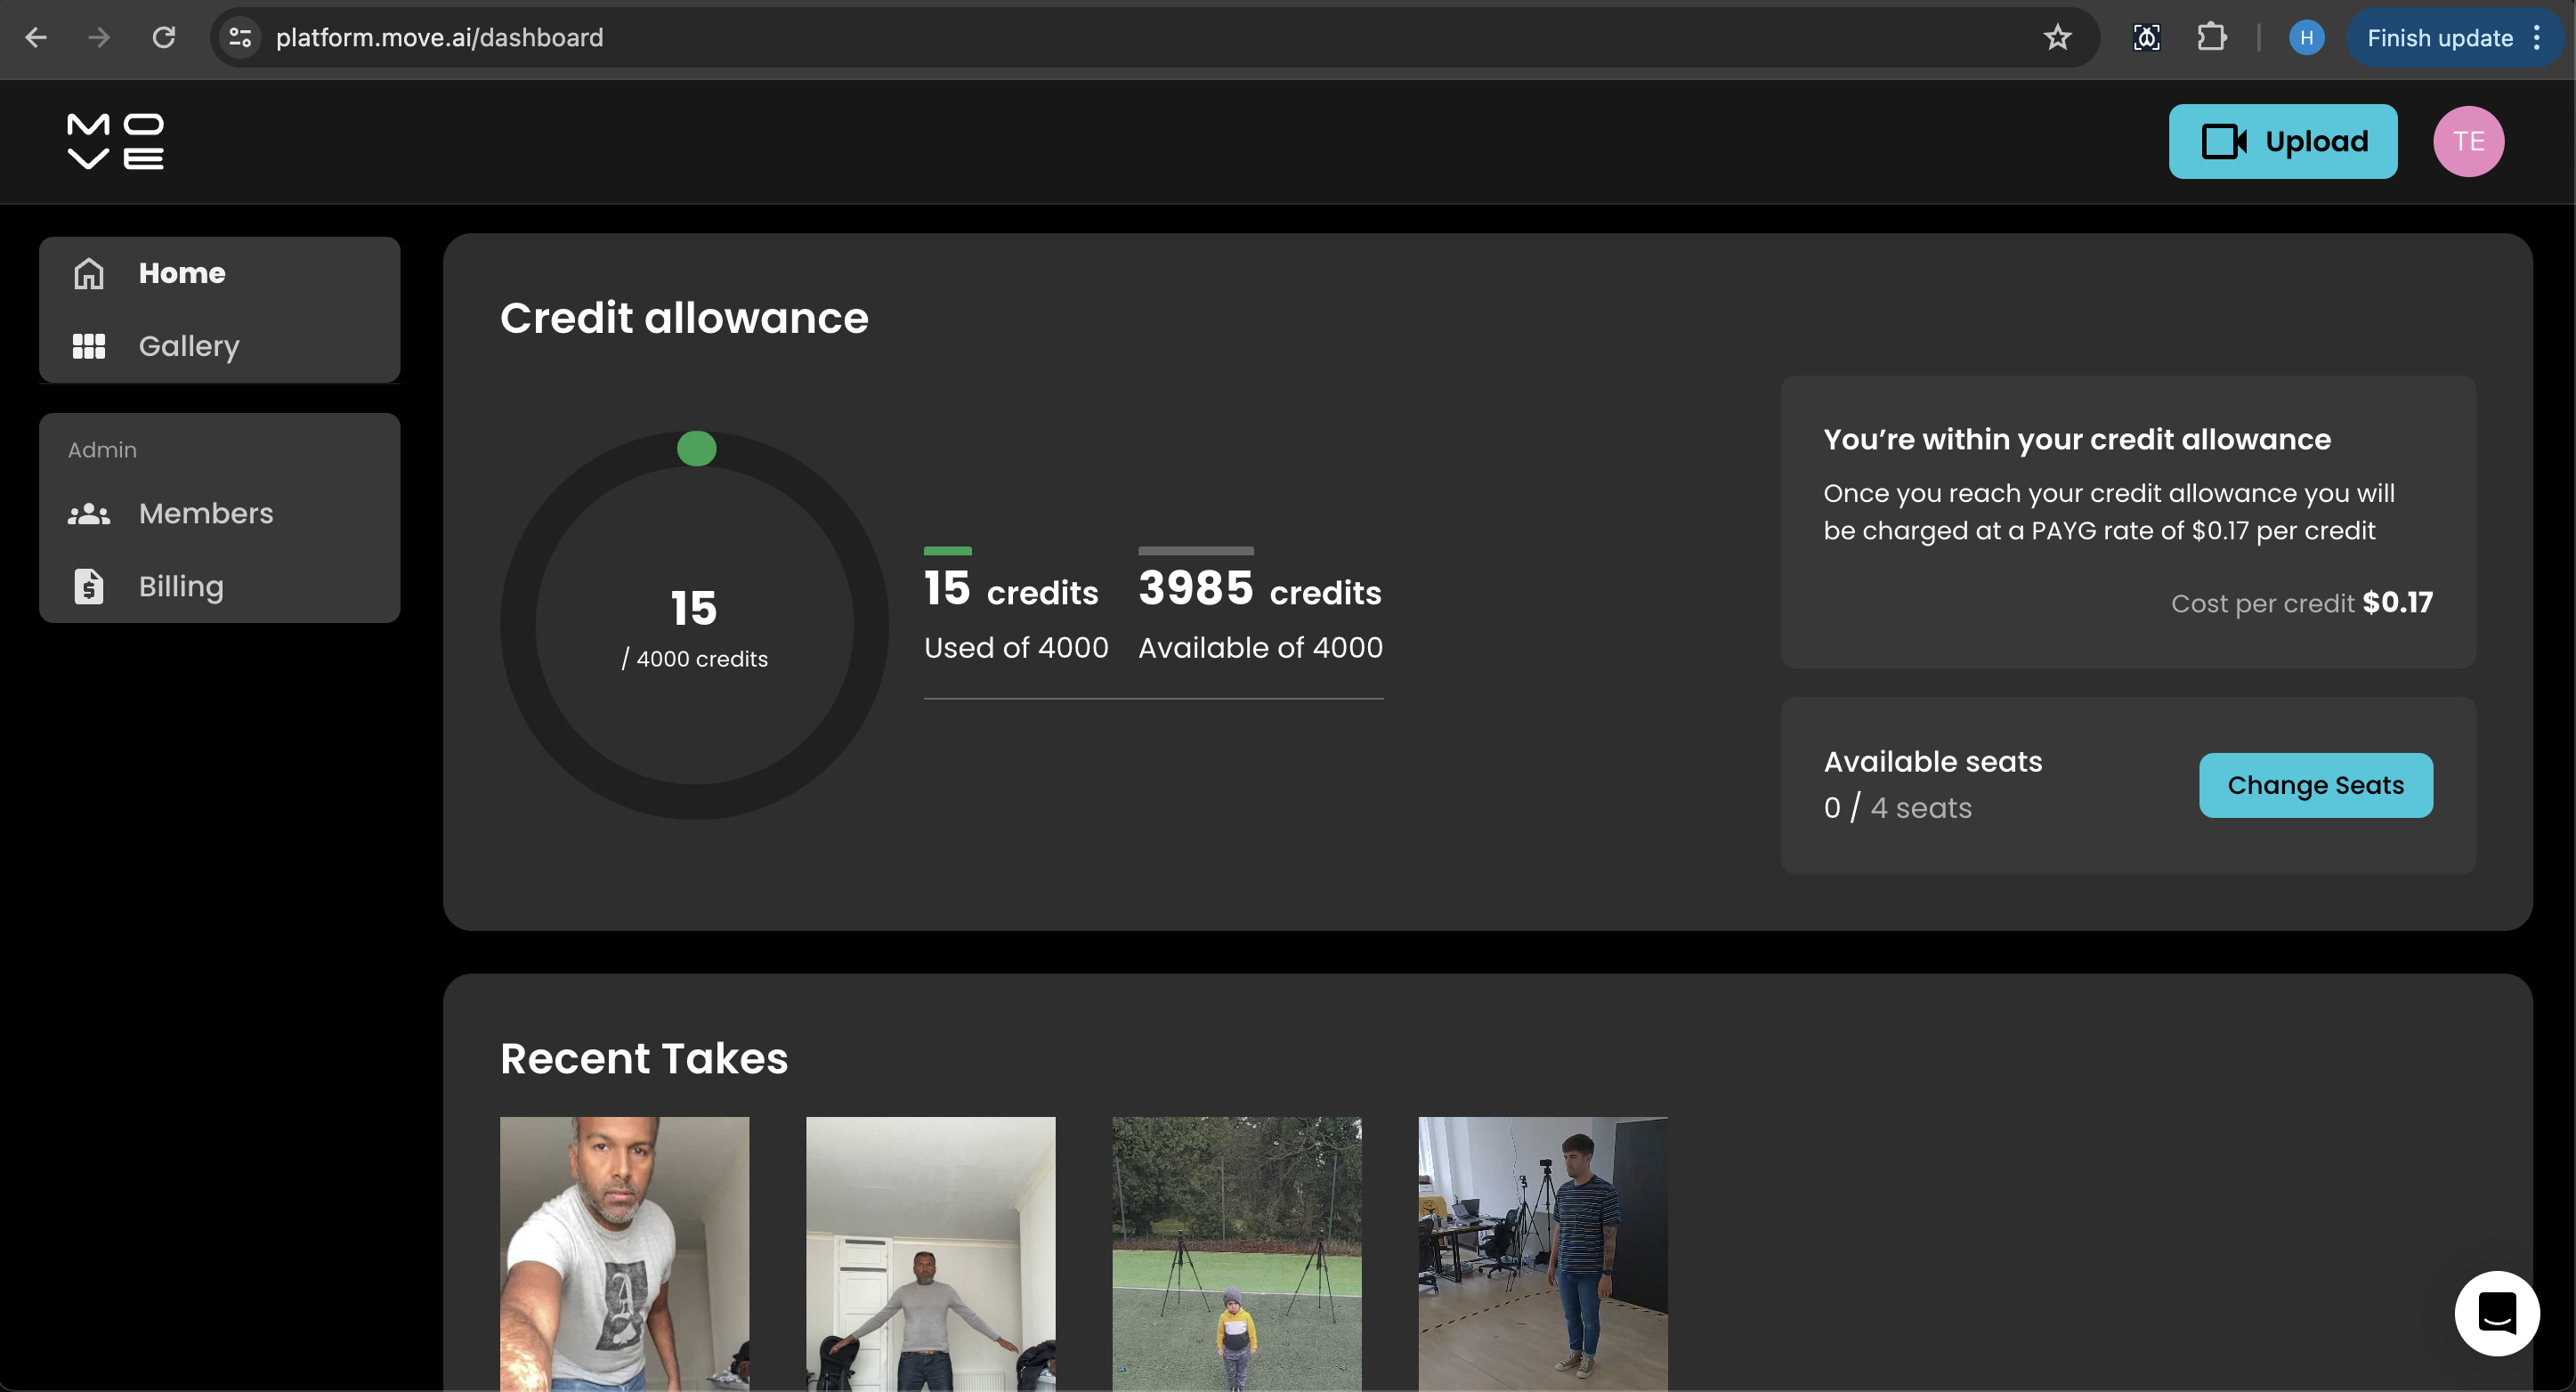 platform.move.ai/dashboard
H
Finish update
MOVE
Upload
TE
Home
Gallery
Admin
Members
Billing
Credit allowance
15
/ 4000 credits
15 credits
Used of 4000
3985 credits
Available of 4000
You’re within your credit allowance
Once you reach your credit allowance you will
be charged at a PAYG rate of $0.17 per credit
Cost per credit $0.17
Available seats
0 / 4 seats
Change Seats
Recent Takes